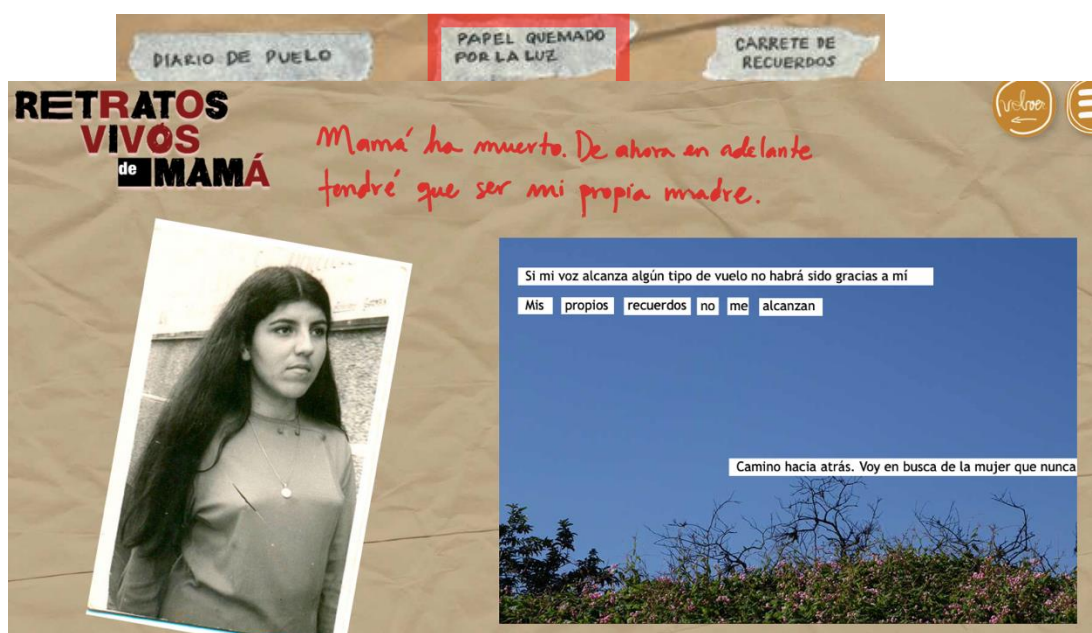 DIARIO DE DUELO
PAPEL QUEMADO
POR LA LUZ
CARRETE DE
RECUERDOS
RETRATOS
VIVOS
de MAMÁ
volver
Mamá ha muerto. De ahora en adelante
tendré que ser mi propia madre.
Si mi voz alcanza algún tipo de vuelo no habrá sido gracias a mí
Mis propios recuerdos no me alcanzan
Camino hacia atrás. Voy en busca de la mujer que nunca